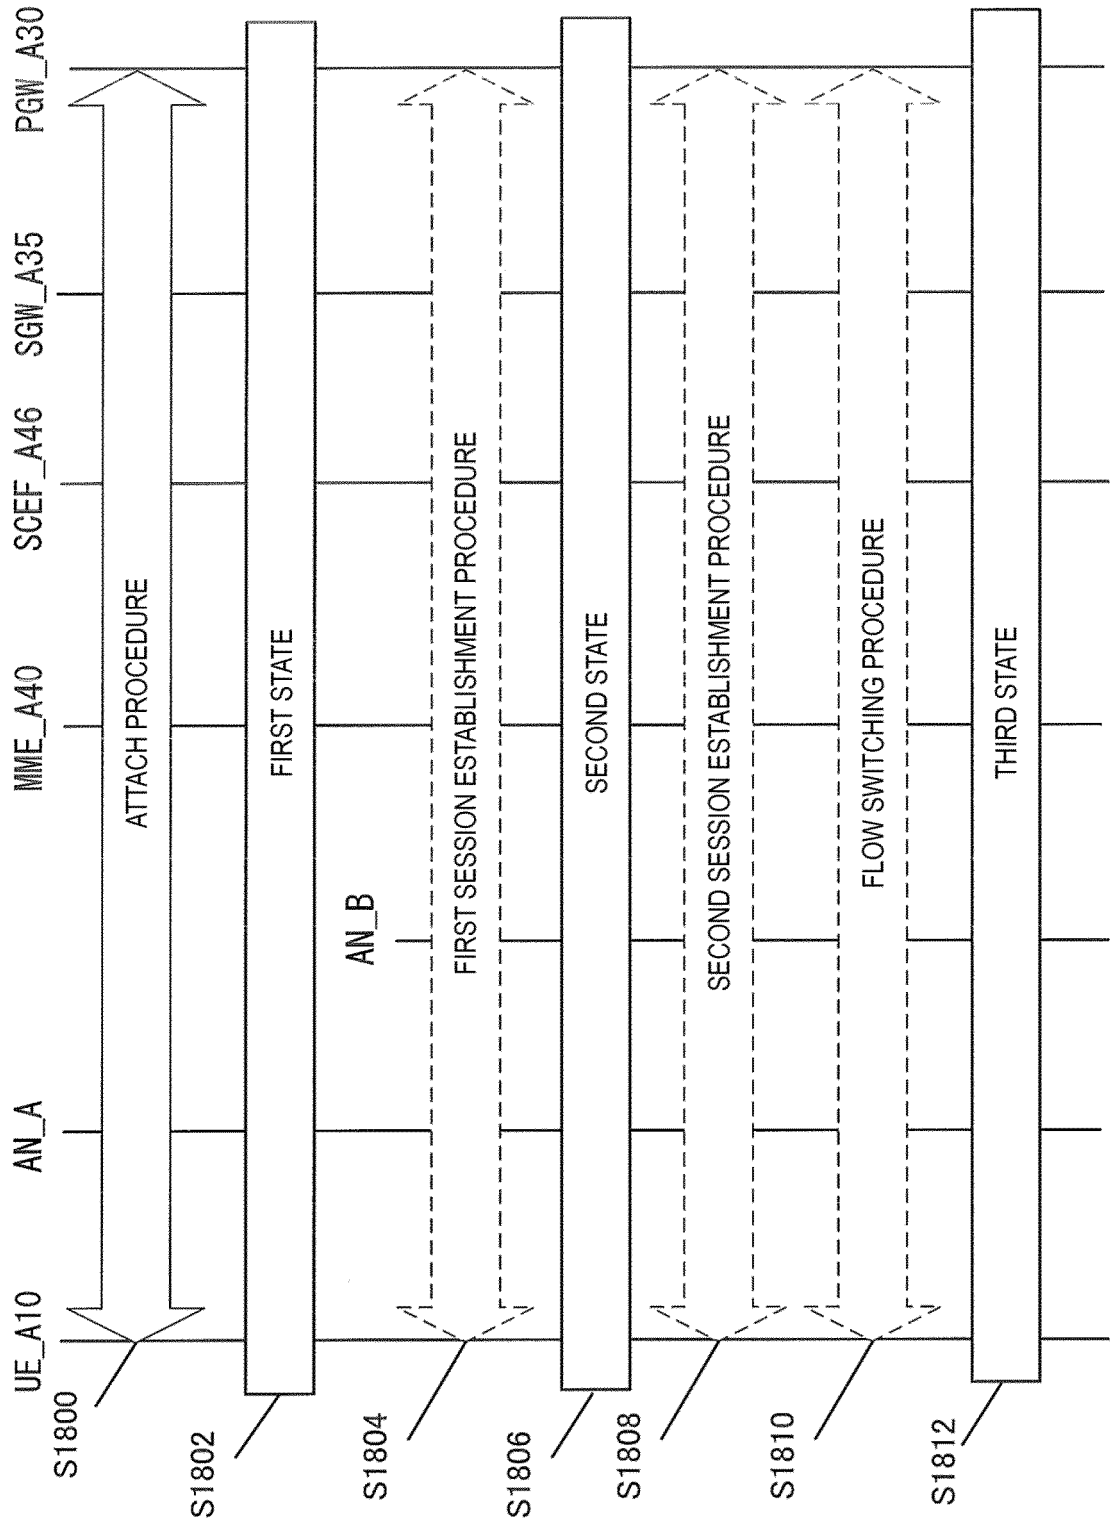 UE_A10
AN_A
MME_A40
SCEF_A46
SGW_A35
PGW_A30
S1800
ATTACH PROCEDURE
S1802
FIRST STATE
AN_B
S1804
FIRST SESSION ESTABLISHMENT PROCEDURE
S1806
SECOND STATE
S1808
SECOND SESSION ESTABLISHMENT PROCEDURE
S1810
FLOW SWITCHING PROCEDURE
S1812
THIRD STATE